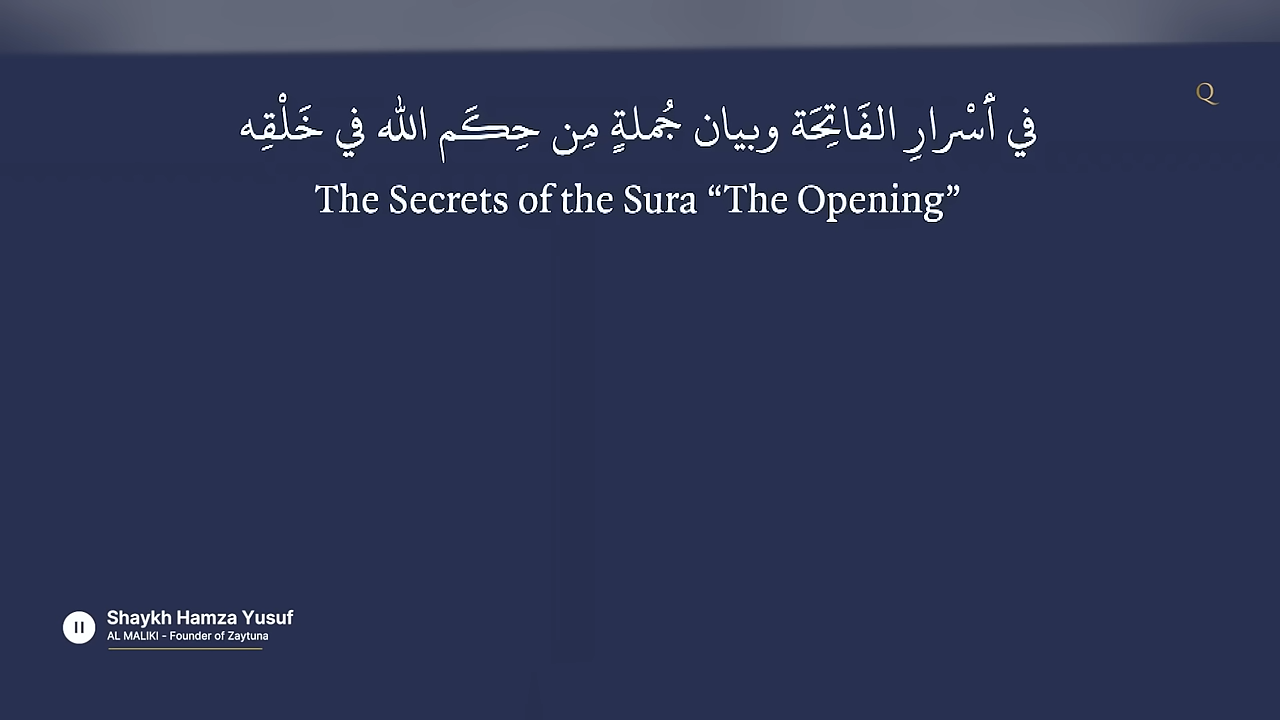 Q
في أَسْرارِ الفَاتِحَة وبيان جُملةٍ مِن حِكَم الله في خَلْقِه
The Secrets of the Sura “The Opening”
Shaykh Hamza Yusuf
AL MALIKI - Founder of Zaytuna